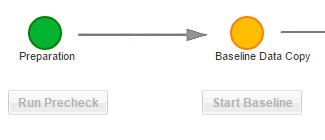 Preparation
Baseline Data Copy
Run Precheck
Start Baseline